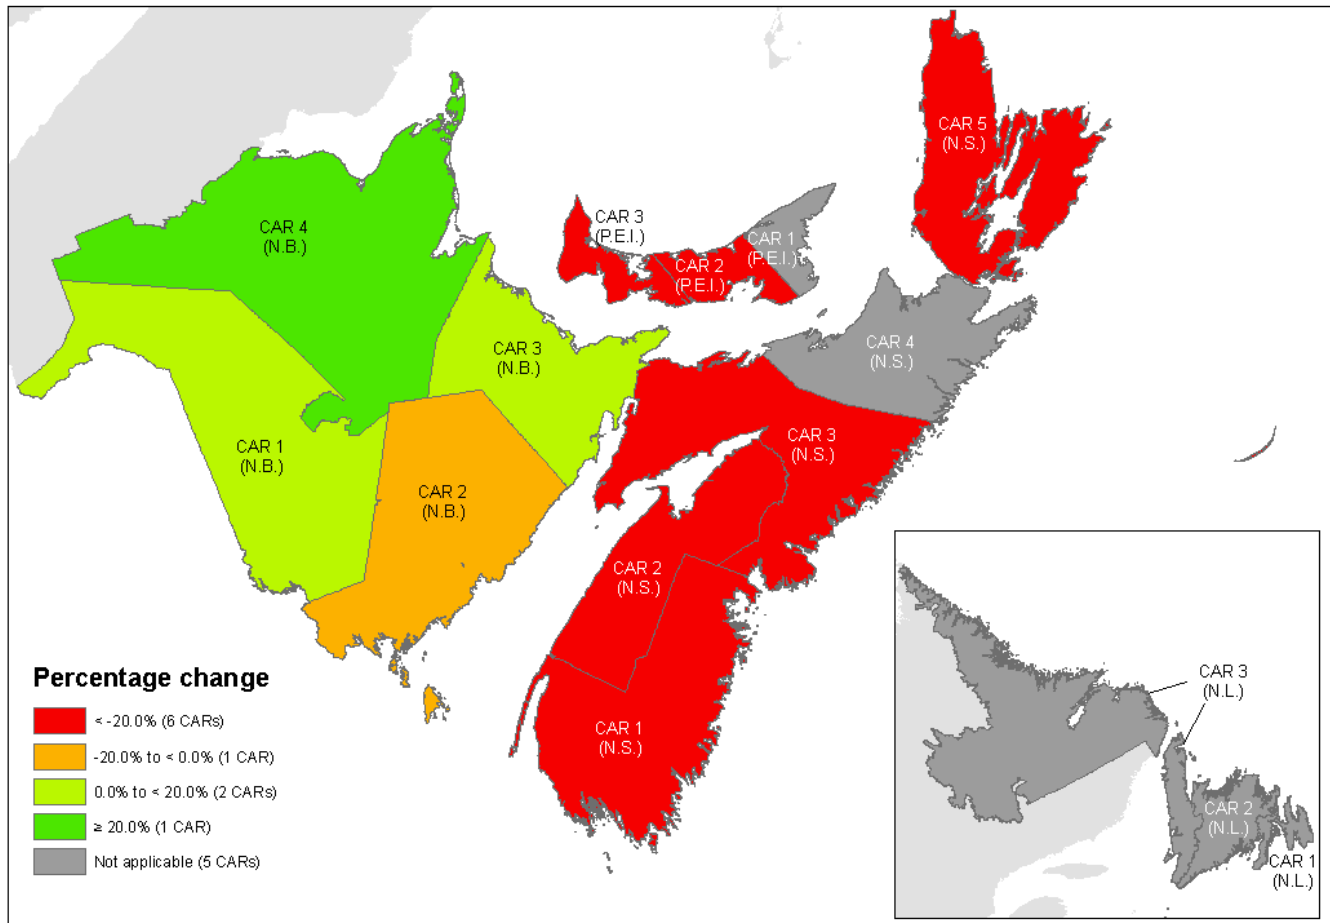 CAR 5
(N.S.)
CAR 4
(N.B.)
CAR 3
(P.E.I.)
CAR 1
(P.E.I.)
CAR 2
(P.E.I.)
CAR 3
(N.B.)
CAR 4
(N.S.)
CAR 1
(N.B.)
CAR 3
(N.S.)
CAR 2
(N.B.)
CAR 2
(N.S.)
CAR 1
(N.S.)
CAR 3
(N.L.)
CAR 2
(N.L.)
CAR 1
(N.L.)
Percentage change
< -20.0% (6 CARs)
-20.0% to < 0.0% (1 CAR)
0.0% to < 20.0% (2 CARs)
≥ 20.0% (1 CAR)
Not applicable (5 CARs)